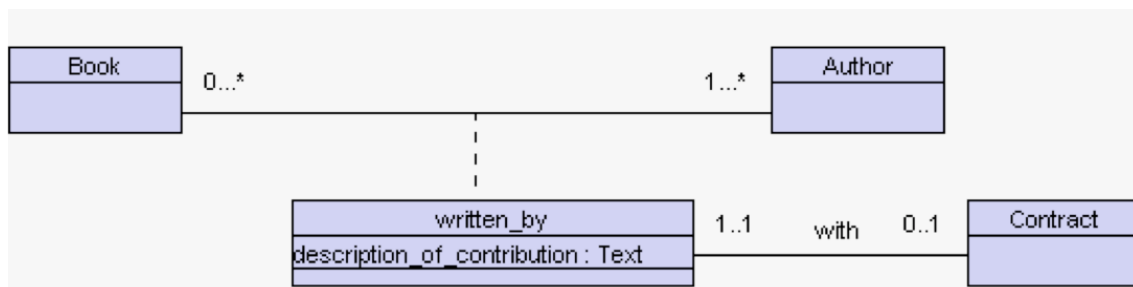 Book
0...*
1...*
Author
written_by
description_of_contribution : Text
1..1
with
0..1
Contract